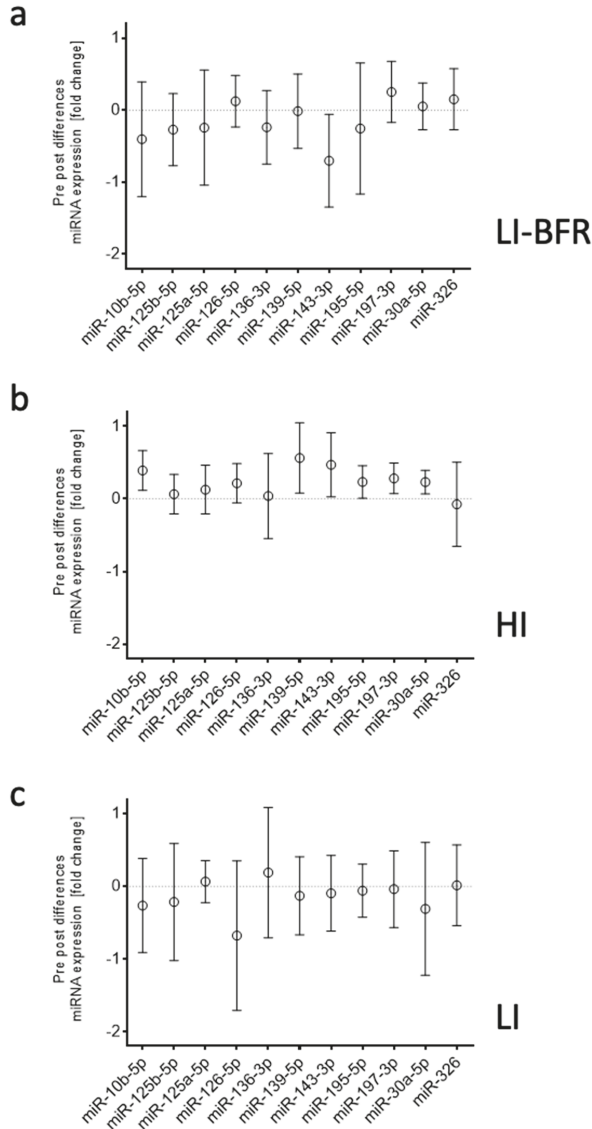 a
Pre post differences
miRNA expression [fold change]
1
0
-1
-2
LI-BFR
miR-10b-5p
miR-125b-5p
miR-125a-5p
miR-126-5p
miR-136-3p
miR-139-5p
miR-143-3p
miR-195-5p
miR-197-3p
miR-30a-5p
miR-326
b
Pre post differences
miRNA expression [fold change]
1
0
-1
-2
HI
miR-10b-5p
miR-125b-5p
miR-125a-5p
miR-126-5p
miR-136-3p
miR-139-5p
miR-143-3p
miR-195-5p
miR-197-3p
miR-30a-5p
miR-326
c
Pre post differences
miRNA expression [fold change]
1
0
-1
-2
LI
miR-10b-5p
miR-125b-5p
miR-125a-5p
miR-126-5p
miR-136-3p
miR-139-5p
miR-143-3p
miR-195-5p
miR-197-3p
miR-30a-5p
miR-326